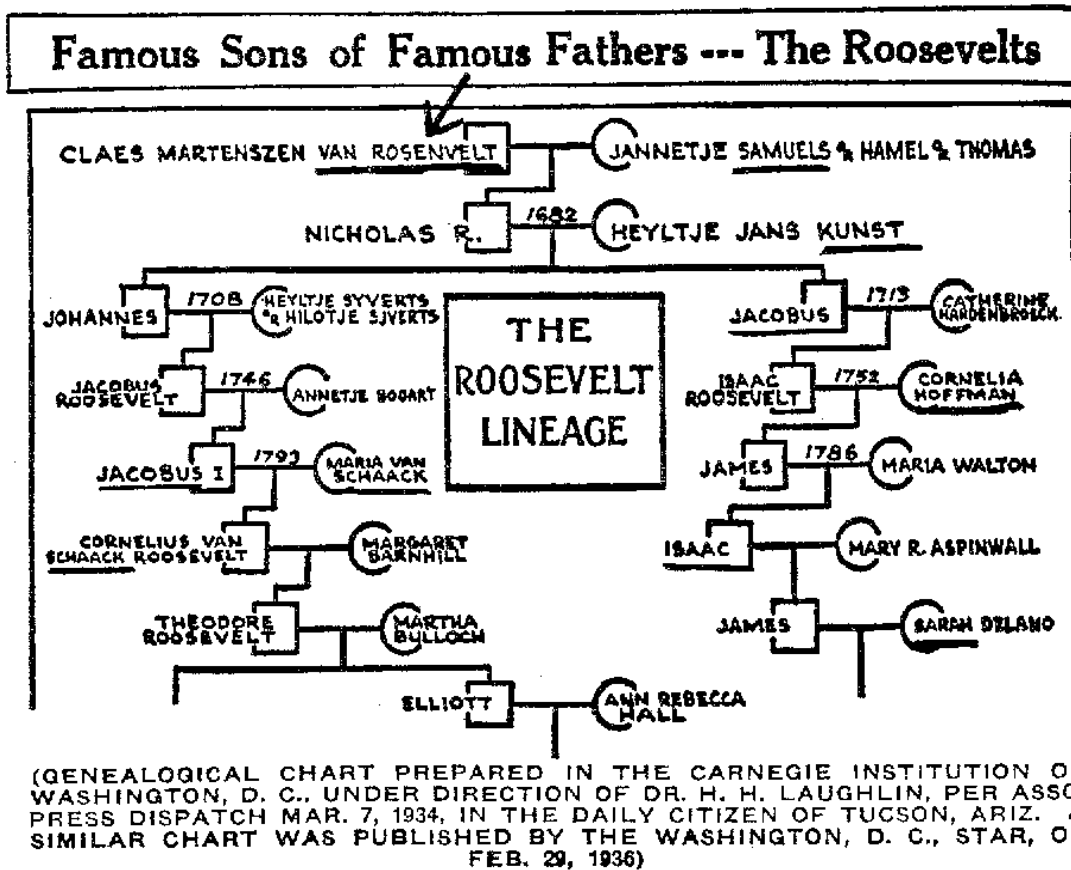 Famous Sons of Famous Fathers --- The Roosevelts
CLAES MARTENSZEN VAN ROSENVELT
JANNETJE SAMUELS OR HAMEL OR THOMAS
NICHOLAS R.
1682
HEYLTJE JANS KUNST
JOHANNES
1708
HEYLTJE SYVERTS
OR HILOTJE SJVERTS
THE
ROOSEVELT
LINEAGE
JACOBUS
1713
CATHERINE
HARDENBROECK.
JACOBUS
ROOSEVELT
1746
ANNETJE BOGART
ISAAC
ROOSEVELT
1752
CORNELIA
HOFFMAN
JACOBUS I
MARIA VAN
SCHAACK
JAMES
1786
MARIA WALTON
CORNELIUS VAN
SCHAACK ROOSEVELT
MARGARET
BARNHILL
ISAAC
MARY R. ASPINWALL
THEODORE
ROOSEVELT
MARTHA
BULLOCH
JAMES
SARAH DELANO
ELLIOTT
ANN REBECCA
HALL
(GENEALOGICAL CHART PREPARED IN THE CARNEGIE INSTITUTION O
WASHINGTON, D. C., UNDER DIRECTION OF DR. H. H. LAUGHLIN, PER ASSO
PRESS DISPATCH MAR. 7, 1934, IN THE DAILY CITIZEN OF TUCSON, ARIZ.
SIMILAR CHART WAS PUBLISHED BY THE WASHINGTON, D. C., STAR, O
FEB. 29, 1936)